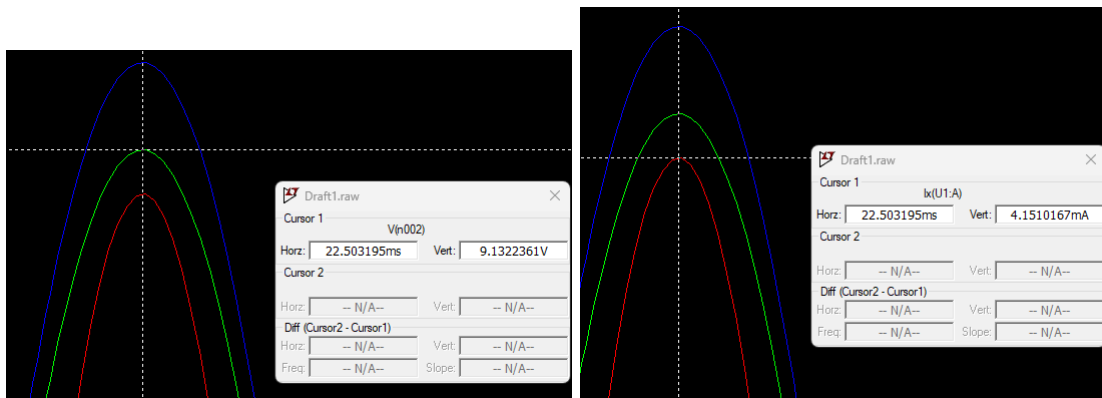 Draft1.raw
Cursor 1
V(n002)
Horz: 22.503195ms Vert: 9.1322361V
Cursor 2
Horz: -- N/A-- Vert: -- N/A--
Diff (Cursor2 - Cursor1)
Horz: -- N/A-- Vert: -- N/A--
Freq: -- N/A-- Slope: -- N/A--
Draft1.raw
Cursor 1
Ix(U1:A)
Horz: 22.503195ms Vert: 4.1510167mA
Cursor 2
Horz: -- N/A-- Vert: -- N/A--
Diff (Cursor2 - Cursor1)
Horz: -- N/A-- Vert: -- N/A--
Freq: -- N/A-- Slope: -- N/A--